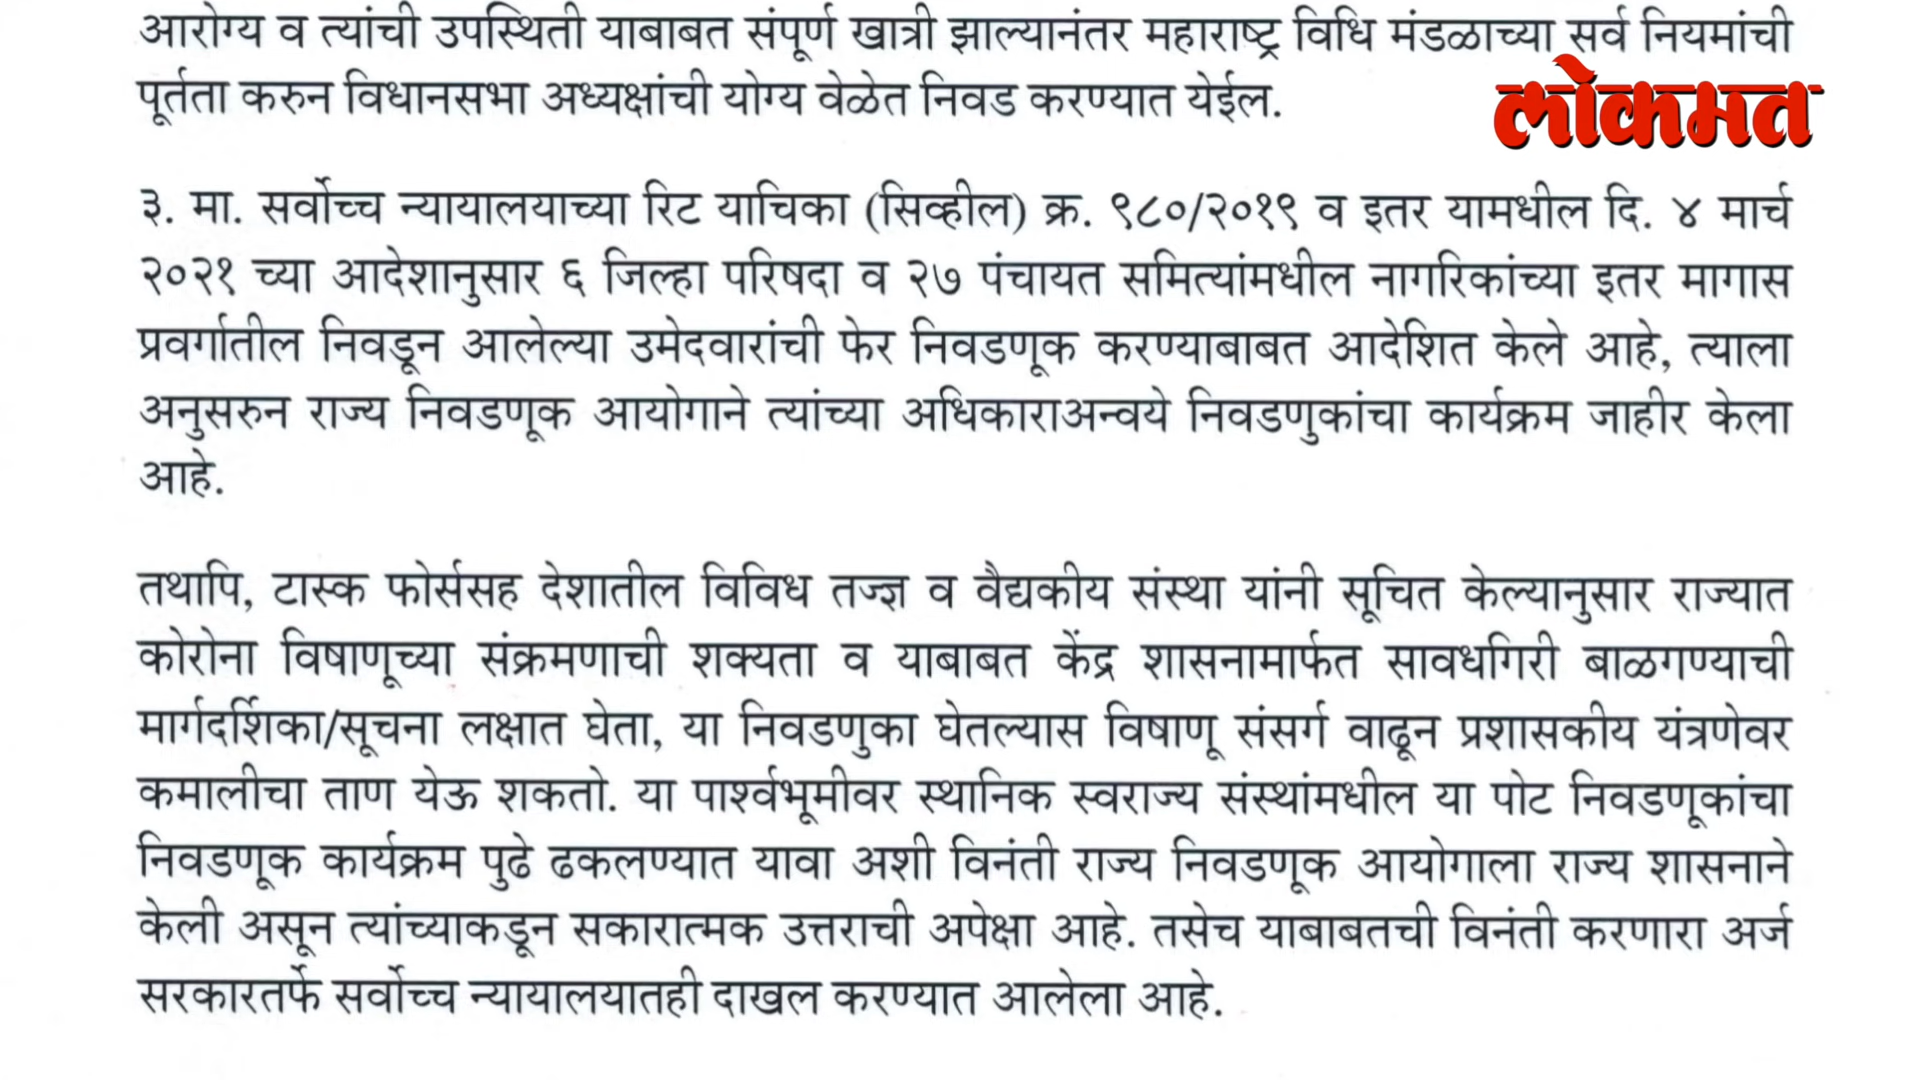 आरोग्य व त्यांची उपस्थिती याबाबत संपूर्ण खात्री झाल्यानंतर महाराष्ट्र विधि मंडळाच्या सर्व नियमांची
पूर्तता करुन विधानसभा अध्यक्षांची योग्य वेळेत निवड करण्यात येईल.
लोकमत
३. मा. सर्वोच्च न्यायालयाच्या रिट याचिका (सिव्हील) क्र. ९८०/२०१९ व इतर यामधील दि. ४ मार्च
२०२१ च्या आदेशानुसार ६ जिल्हा परिषदा व २७ पंचायत समित्यांमधील नागरिकांच्या इतर मागास
प्रवर्गातील निवडून आलेल्या उमेदवारांची फेर निवडणूक करण्याबाबत आदेशित केले आहे, त्याला
अनुसरुन राज्य निवडणूक आयोगाने त्यांच्या अधिकाराअन्वये निवडणुकांचा कार्यक्रम जाहीर केला
आहे.
तथापि, टास्क फोर्ससह देशातील विविध तज्ज्ञ व वैद्यकीय संस्था यांनी सूचित केल्यानुसार राज्यात
कोरोना विषाणूच्या संक्रमणाची शक्यता व याबाबत केंद्र शासनामार्फत सावधगिरी बाळगण्याची
मार्गदर्शिका/सूचना लक्षात घेता, या निवडणुका घेतल्यास विषाणू संसर्ग वाढून प्रशासकीय यंत्रणेवर
कमालीचा ताण येऊ शकतो. या पार्श्वभूमीवर स्थानिक स्वराज्य संस्थांमधील या पोट निवडणूकांचा
निवडणूक कार्यक्रम पुढे ढकलण्यात यावा अशी विनंती राज्य निवडणूक आयोगाला राज्य शासनाने
केली असून त्यांच्याकडून सकारात्मक उत्तराची अपेक्षा आहे. तसेच याबाबतची विनंती करणारा अर्ज
सरकारतर्फे सर्वोच्च न्यायालयातही दाखल करण्यात आलेला आहे.